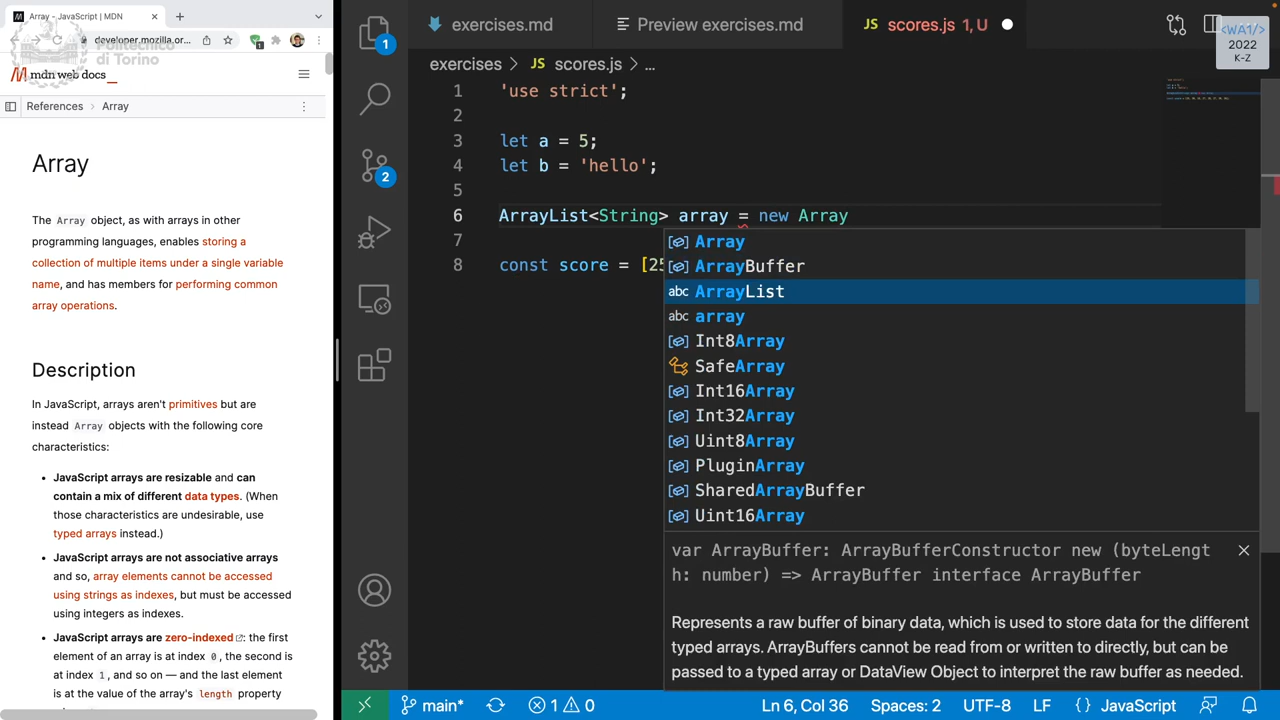 Array - JavaScript | MDN
developer.mozilla.or...
Politecnico
di Torino
1
mdn web docs
References > Array
Array
The Array object, as with arrays in other
programming languages, enables storing a
collection of multiple items under a single variable
name, and has members for performing common
array operations.
Description
In JavaScript, arrays aren't primitives but are
instead Array objects with the following core
characteristics:
• JavaScript arrays are resizable and can
contain a mix of different data types. (When
those characteristics are undesirable, use
typed arrays instead.)
• JavaScript arrays are not associative arrays
and so, array elements cannot be accessed
using strings as indexes, but must be accessed
using integers as indexes.
• JavaScript arrays are zero-indexed: the first
element of an array is at index 0, the second is
at index 1, and so on — and the last element
is at the value of the array's length property
1
2
exercises.md
Preview exercises.md
JS scores.js 1, U
<WA1/>
2022
K-Z
exercises > JS scores.js > ...
1 'use strict';
2
3 let a = 5;
4 let b = 'hello';
5
6 ArrayList<String> array = new Array
7
8 const score = [25
Array
ArrayBuffer
abc ArrayList
abc array
Int8Array
SafeArray
Int16Array
Int32Array
Uint8Array
PluginArray
SharedArrayBuffer
Uint16Array
var ArrayBuffer: ArrayBufferConstructor new (byteLengt
h: number) => ArrayBuffer interface ArrayBuffer
Represents a raw buffer of binary data, which is used to store data for the different
typed arrays. ArrayBuffers cannot be read from or written to directly, but can be
passed to a typed array or DataView Object to interpret the raw buffer as needed.
main* 1 0 Ln 6, Col 36 Spaces: 2 UTF-8 LF {} JavaScript